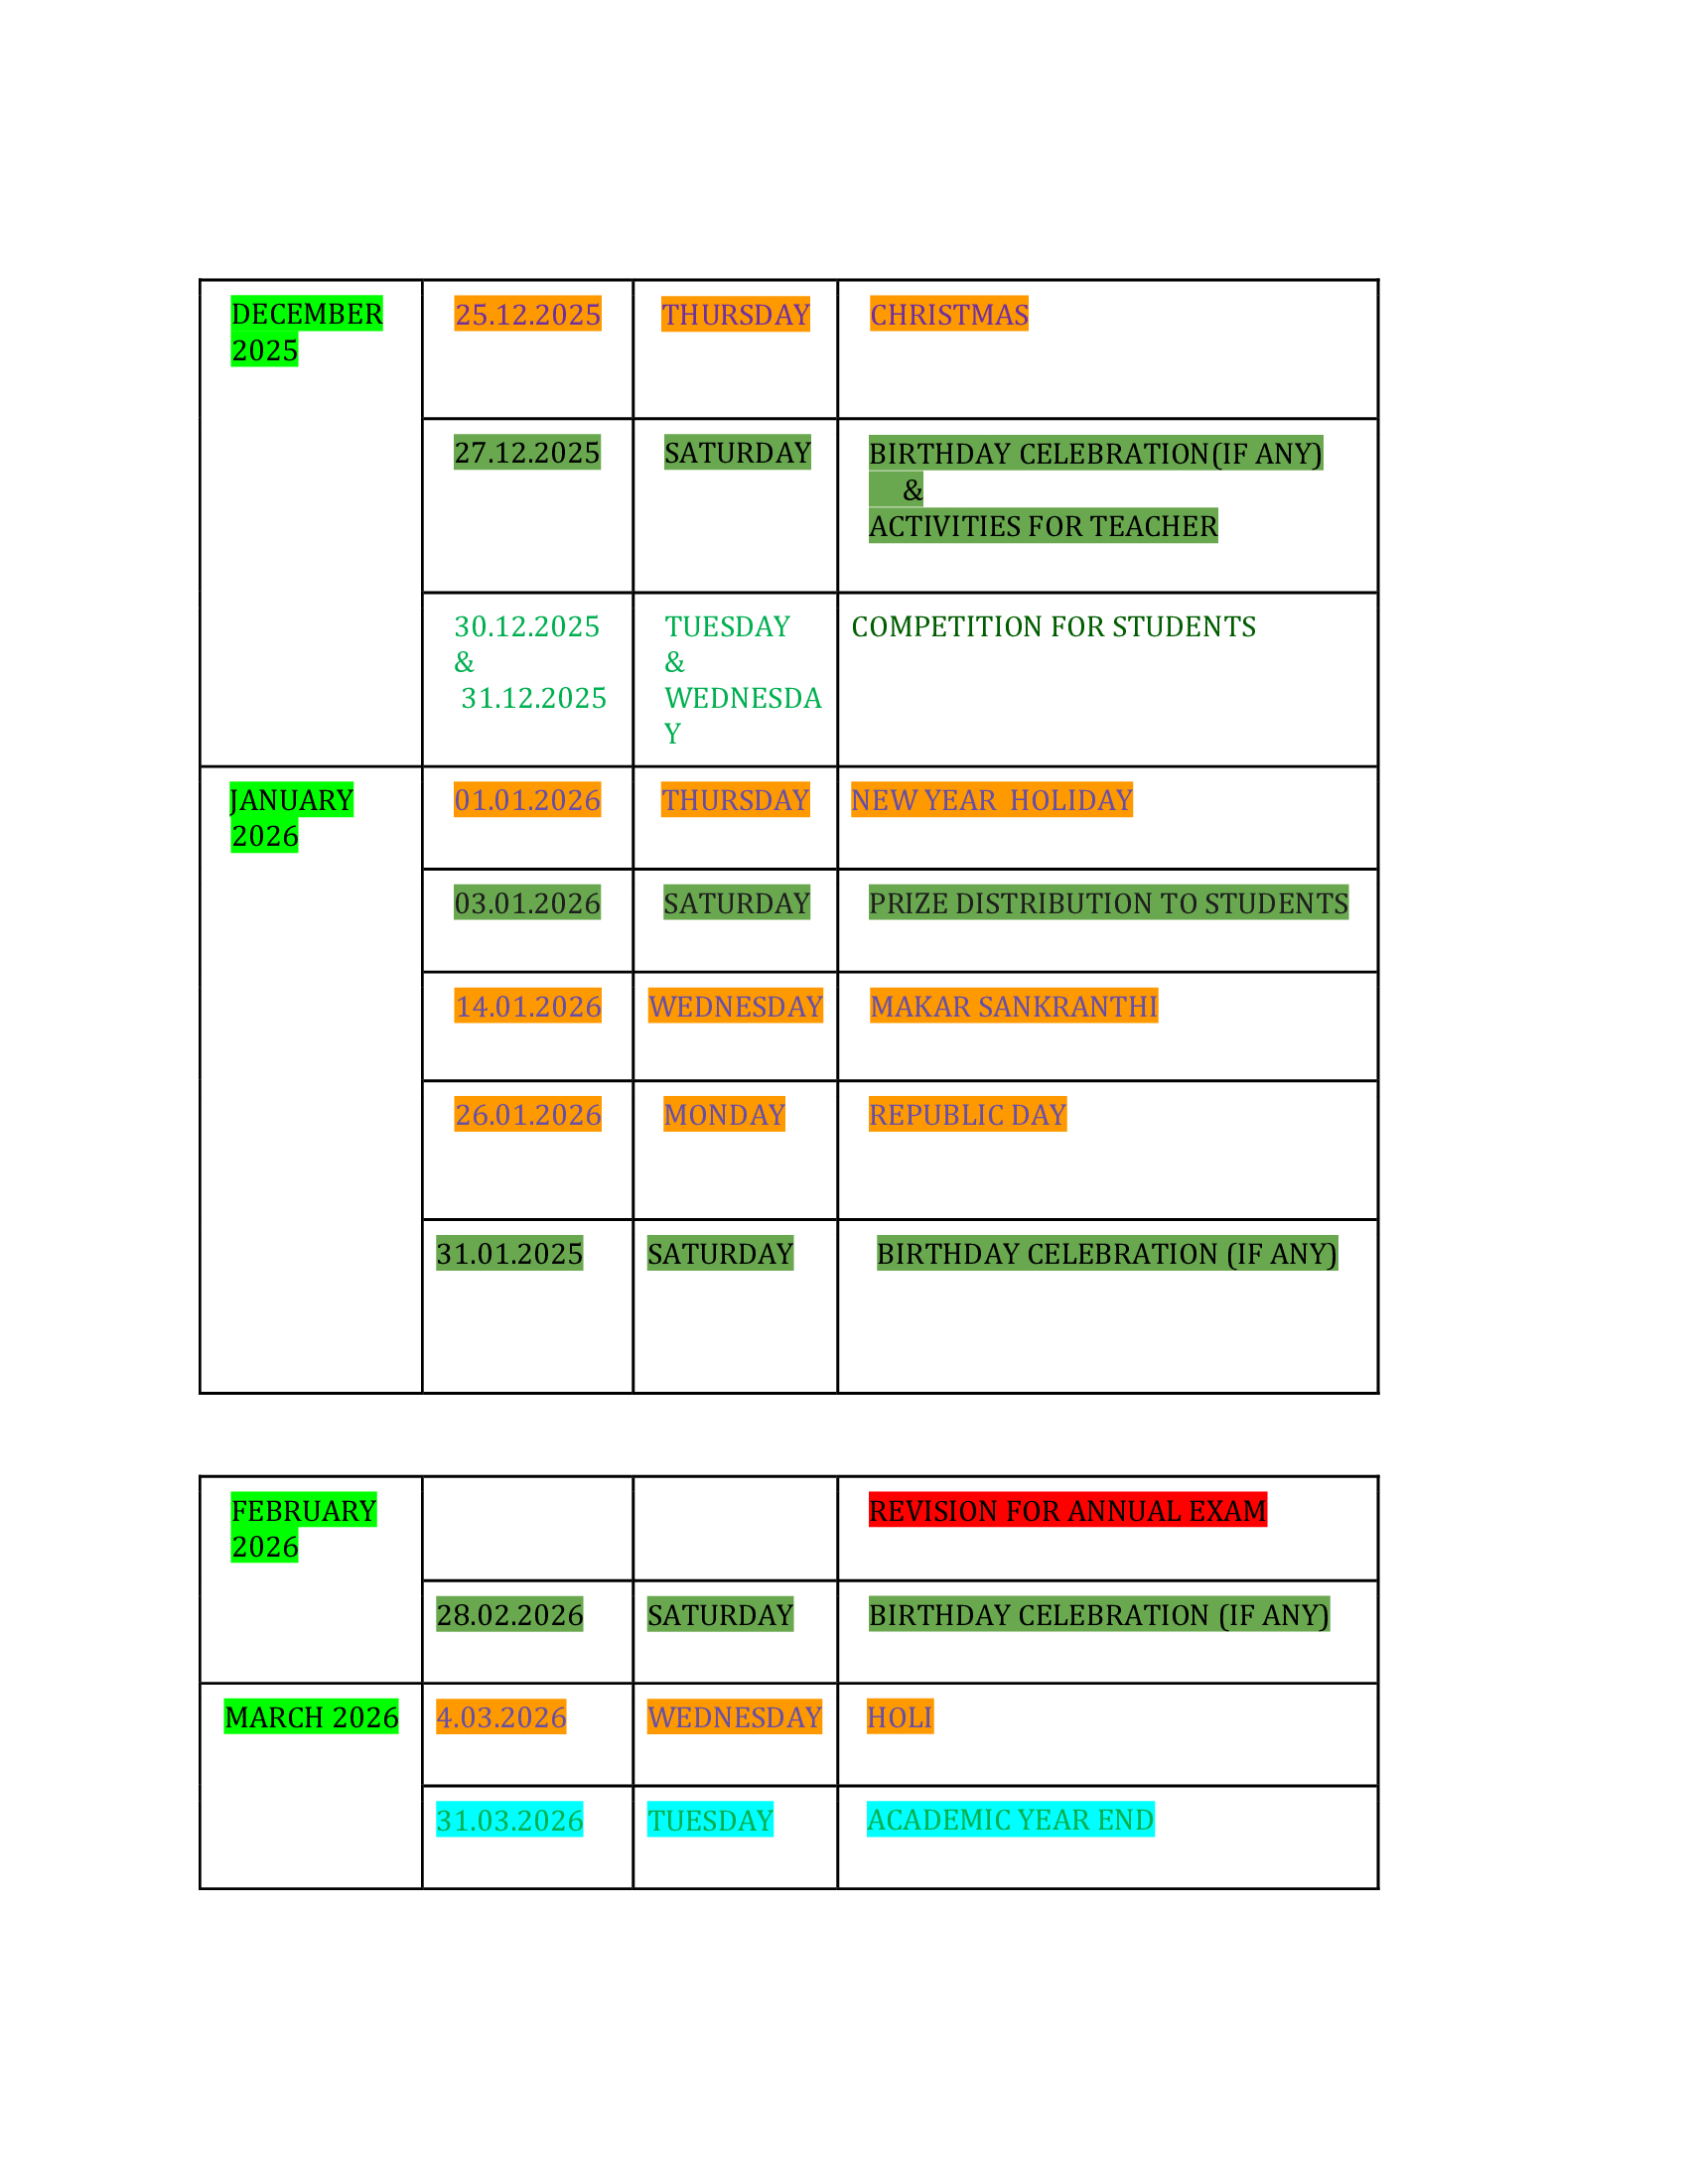 DECEMBER 2025
25.12.2025 THURSDAY CHRISTMAS
27.12.2025 SATURDAY BIRTHDAY CELEBRATION(IF ANY)
&
ACTIVITIES FOR TEACHER
30.12.2025 & 31.12.2025 TUESDAY & WEDNESDAY COMPETITION FOR STUDENTS
JANUARY 2026
01.01.2026 THURSDAY NEW YEAR HOLIDAY
03.01.2026 SATURDAY PRIZE DISTRIBUTION TO STUDENTS
14.01.2026 WEDNESDAY MAKAR SANKRANTHI
26.01.2026 MONDAY REPUBLIC DAY
31.01.2025 SATURDAY BIRTHDAY CELEBRATION (IF ANY)
FEBRUARY 2026
REVISION FOR ANNUAL EXAM
28.02.2026 SATURDAY BIRTHDAY CELEBRATION (IF ANY)
MARCH 2026
4.03.2026 WEDNESDAY HOLI
31.03.2026 TUESDAY ACADEMIC YEAR END